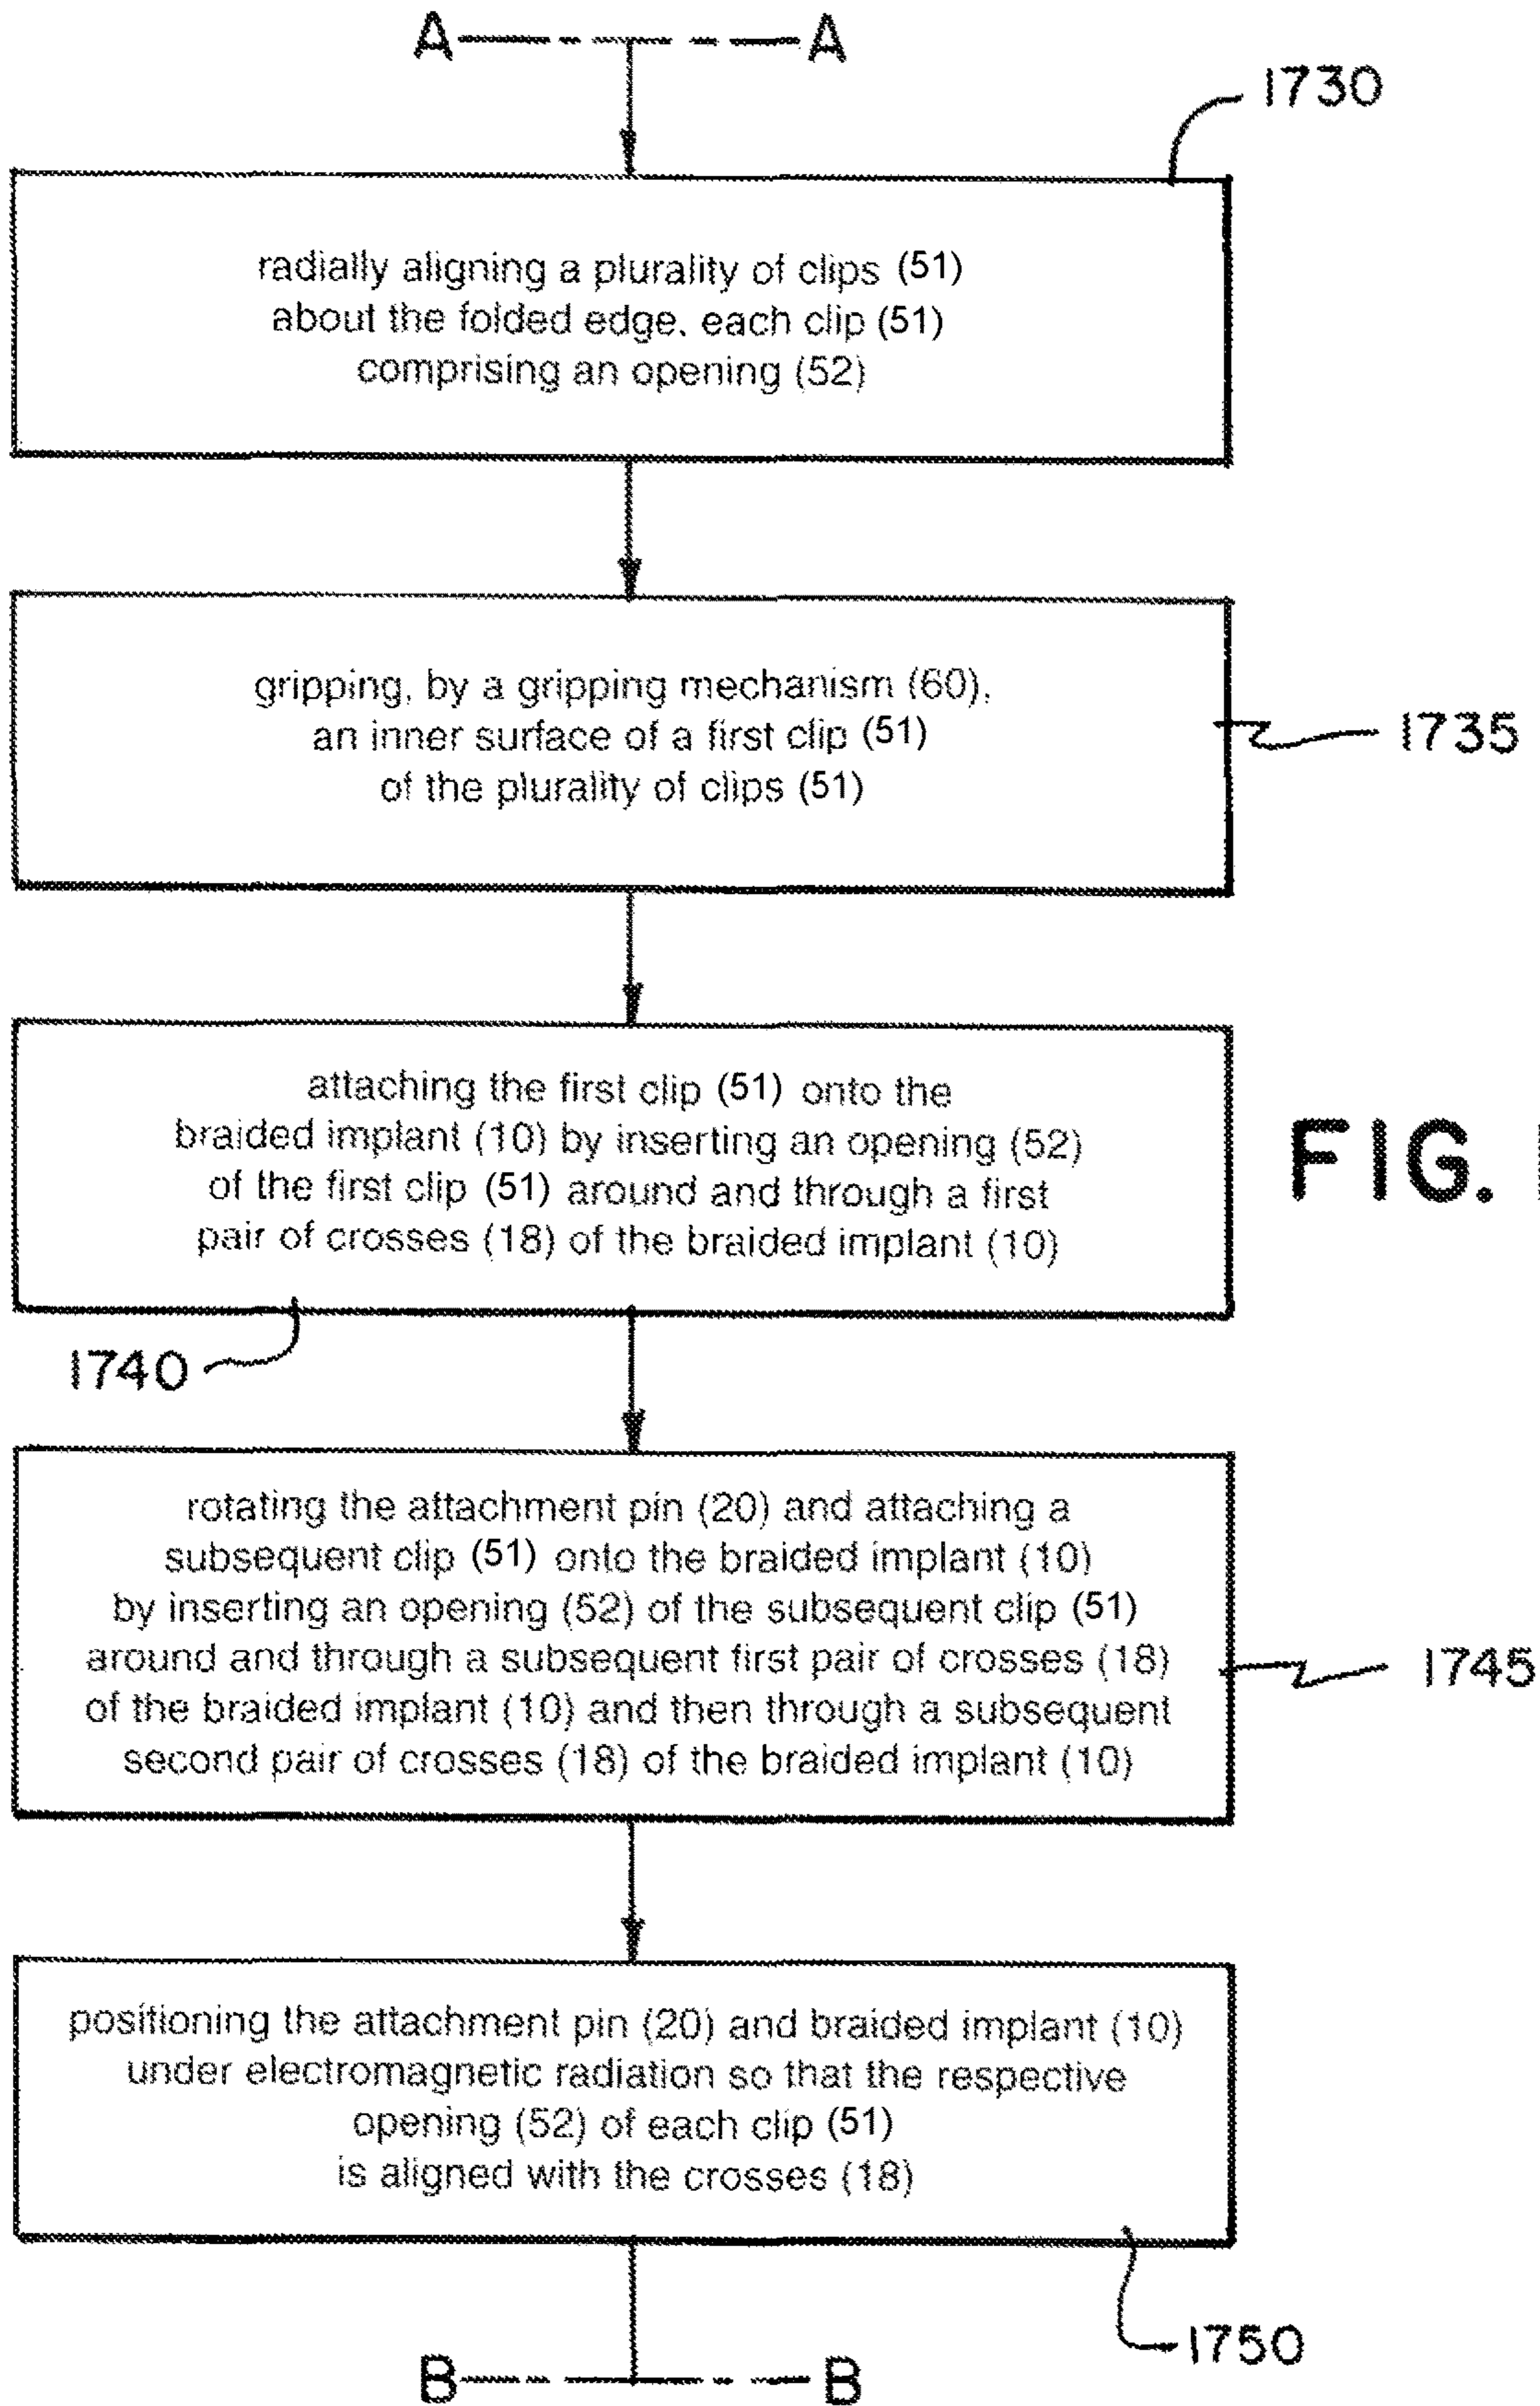 A A
1730
radially aligning a plurality of clips (51)
about the folded edge, each clip (51)
comprising an opening (52)
gripping, by a gripping mechanism (60),
an inner surface of a first clip (51)
of the plurality of clips (51)
1735
attaching the first clip (51) onto the
braided implant (10) by inserting an opening (52)
of the first clip (51) around and through a first
pair of crosses (18) of the braided implant (10)
FIG.
1740
rotating the attachment pin (20) and attaching a
subsequent clip (51) onto the braided implant (10)
by inserting an opening (52) of the subsequent clip (51)
around and through a subsequent first pair of crosses (18)
of the braided implant (10) and then through a subsequent
second pair of crosses (18) of the braided implant (10)
1745
positioning the attachment pin (20) and braided implant (10)
under electromagnetic radiation so that the respective
opening (52) of each clip (51)
is aligned with the crosses (18)
1750
B B